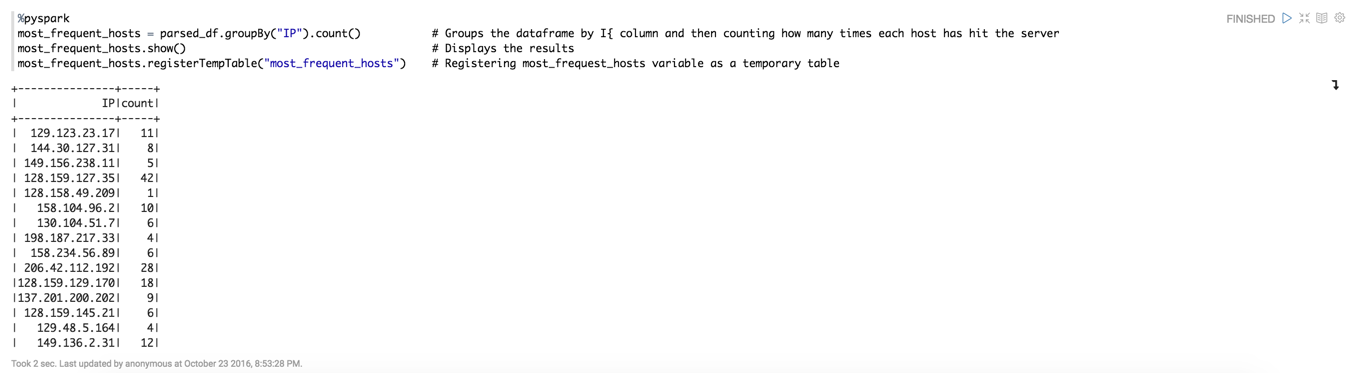 %pyspark FINISHED
most_frequent_hosts = parsed_df.groupBy("IP").count() # Groups the dataframe by I{ column and then counting how many times each host has hit the server
most_frequent_hosts.show() # Displays the results
most_frequent_hosts.registerTempTable("most_frequent_hosts") # Registering most_frequest_hosts variable as a temporary table
+---------------+-----+
|             IP|count|
+---------------+-----+
|  129.123.23.17|   11|
|  144.30.127.31|    8|
| 149.156.238.11|    5|
| 128.159.127.35|   42|
| 128.158.49.209|    1|
|   158.104.96.2|   10|
|   130.104.51.7|    6|
| 198.187.217.33|    4|
|  158.234.56.89|    6|
| 206.42.112.192|   28|
|128.159.129.170|   18|
|137.201.200.202|    9|
| 128.159.145.21|    6|
|   129.48.5.164|    4|
|   149.136.2.31|   12|
Took 2 sec. Last updated by anonymous at October 23 2016, 8:53:28 PM.